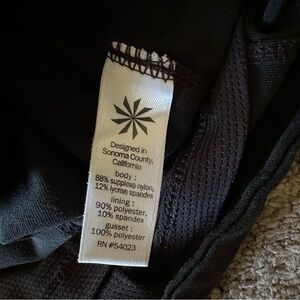 Designed in
Sonoma County,
California
body :
88% supplex® nylon,
12% lycra® spandex
lining :
90% polyester,
10% spandex
gusset :
100% polyester
RN #54023